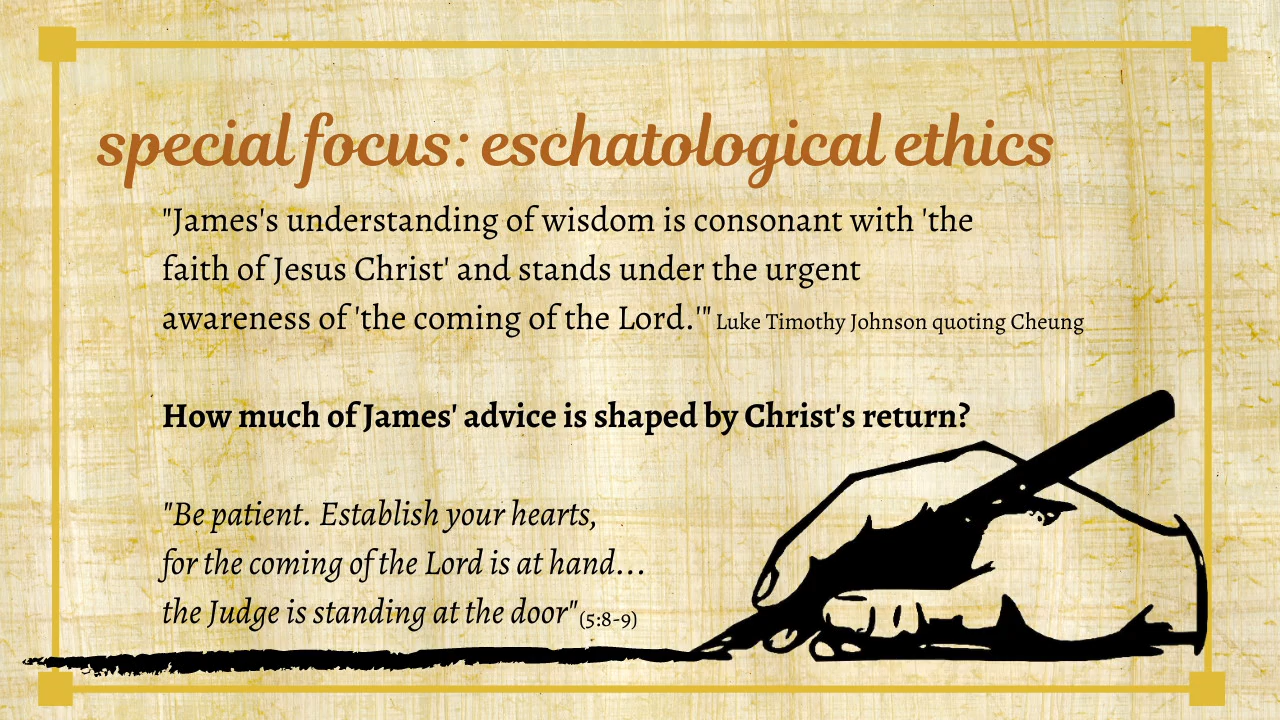 special focus: eschatological ethics
"James's understanding of wisdom is consonant with 'the
faith of Jesus Christ' and stands under the urgent
awareness of 'the coming of the Lord.'" Luke Timothy Johnson quoting Cheung
How much of James' advice is shaped by Christ's return?
"Be patient. Establish your hearts,
for the coming of the Lord is at hand...
the Judge is standing at the door" (5:8-9)